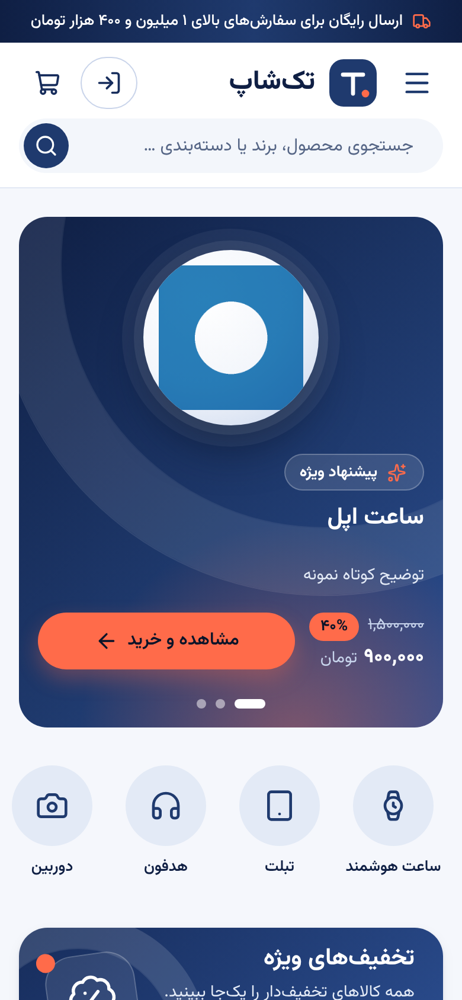 ارسال رایگان برای سفارش‌های بالای ۱ میلیون و ۴۰۰ هزار تومان
تک‌شاپ
T
جستجوی محصول، برند یا دسته‌بندی ...
پیشنهاد ویژه
ساعت اپل
توضیح کوتاه نمونه
۱,۵۰۰,۰۰۰
۴۰%
۹۰۰,۰۰۰ تومان
مشاهده و خرید
ساعت هوشمند
تبلت
هدفون
دوربین
تخفیف‌های ویژه
همه کالاهای تخفیف‌دار را یک‌جا ببینید.